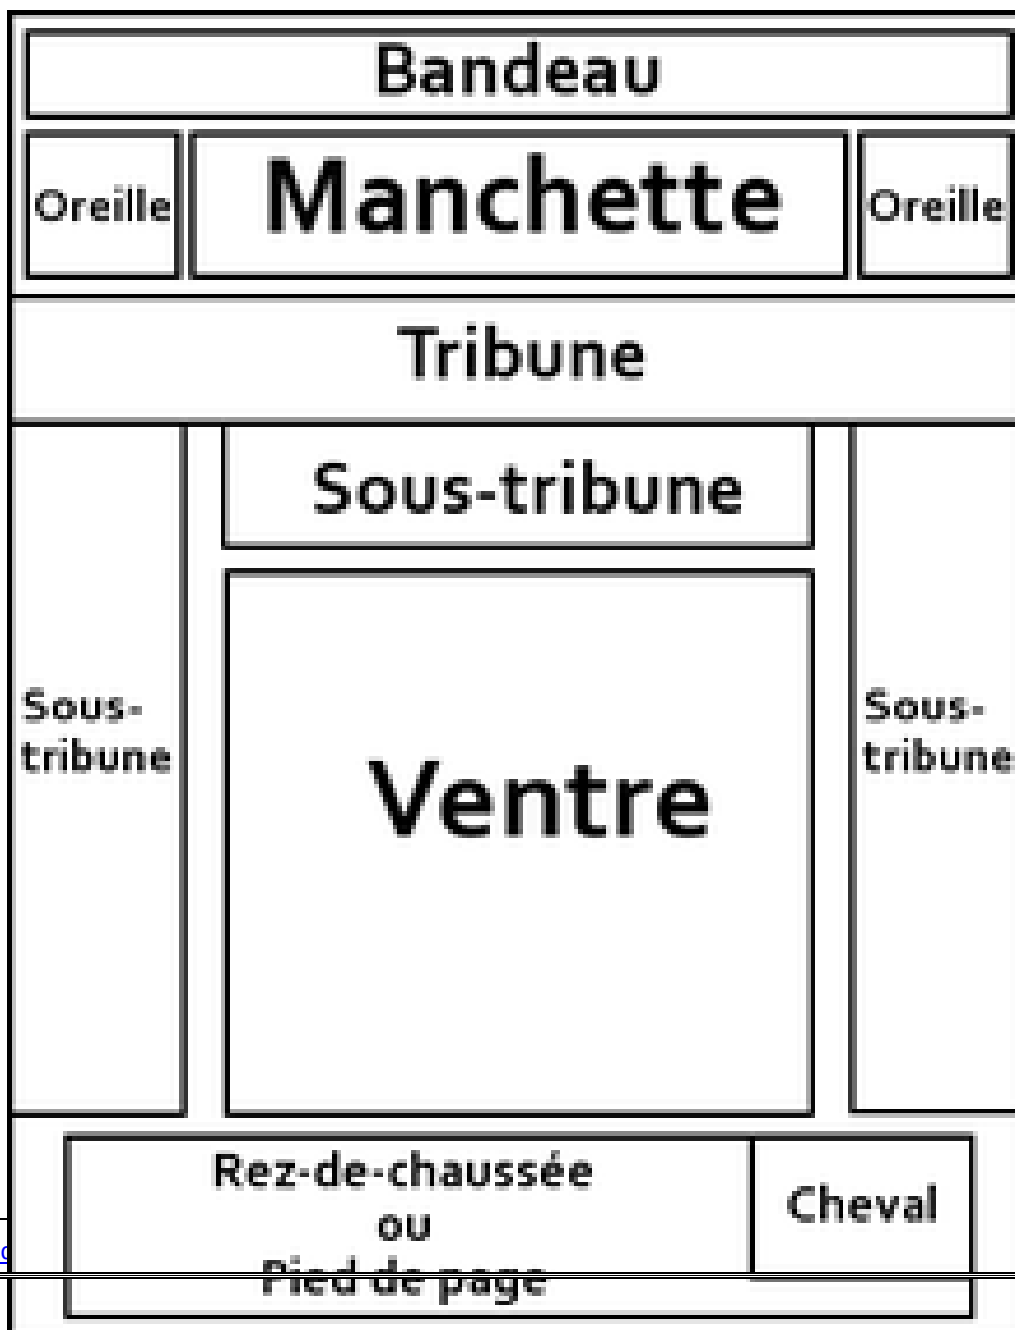 Bandeau
Oreille
Manchette
Oreille
Tribune
Sous-tribune
Sous-
tribune
Ventre
Sous-
tribune
Rez-de-chaussée
ou
Pied de page
Cheval